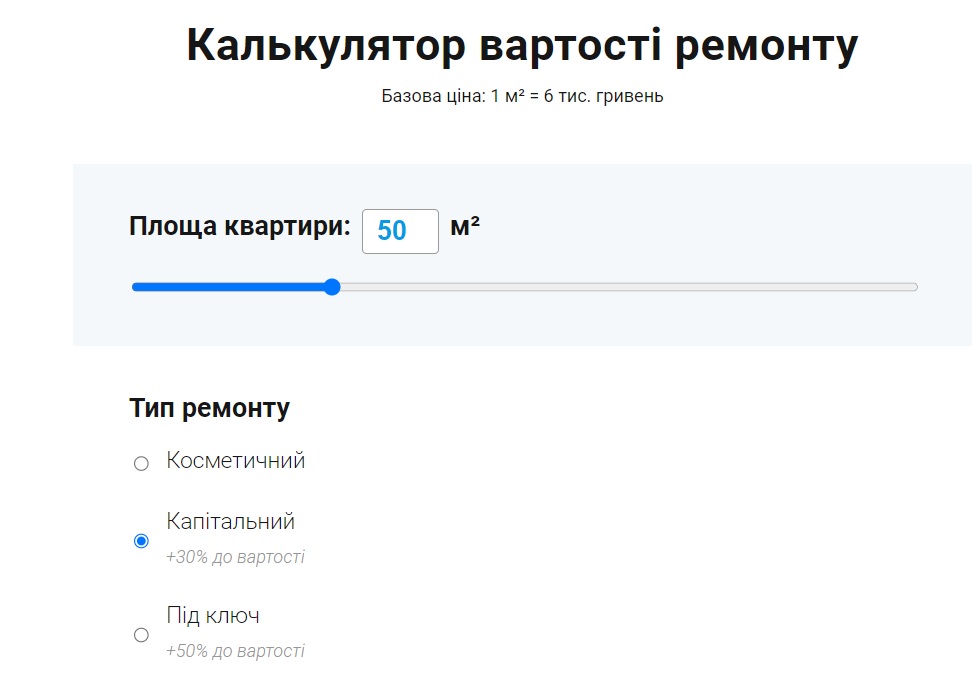 Калькулятор вартості ремонту
Базова ціна: 1 м² = 6 тис. гривень
Площа квартири: 50 м²
Тип ремонту
Косметичний
Капітальний
+30% до вартості
Під ключ
+50% до вартості